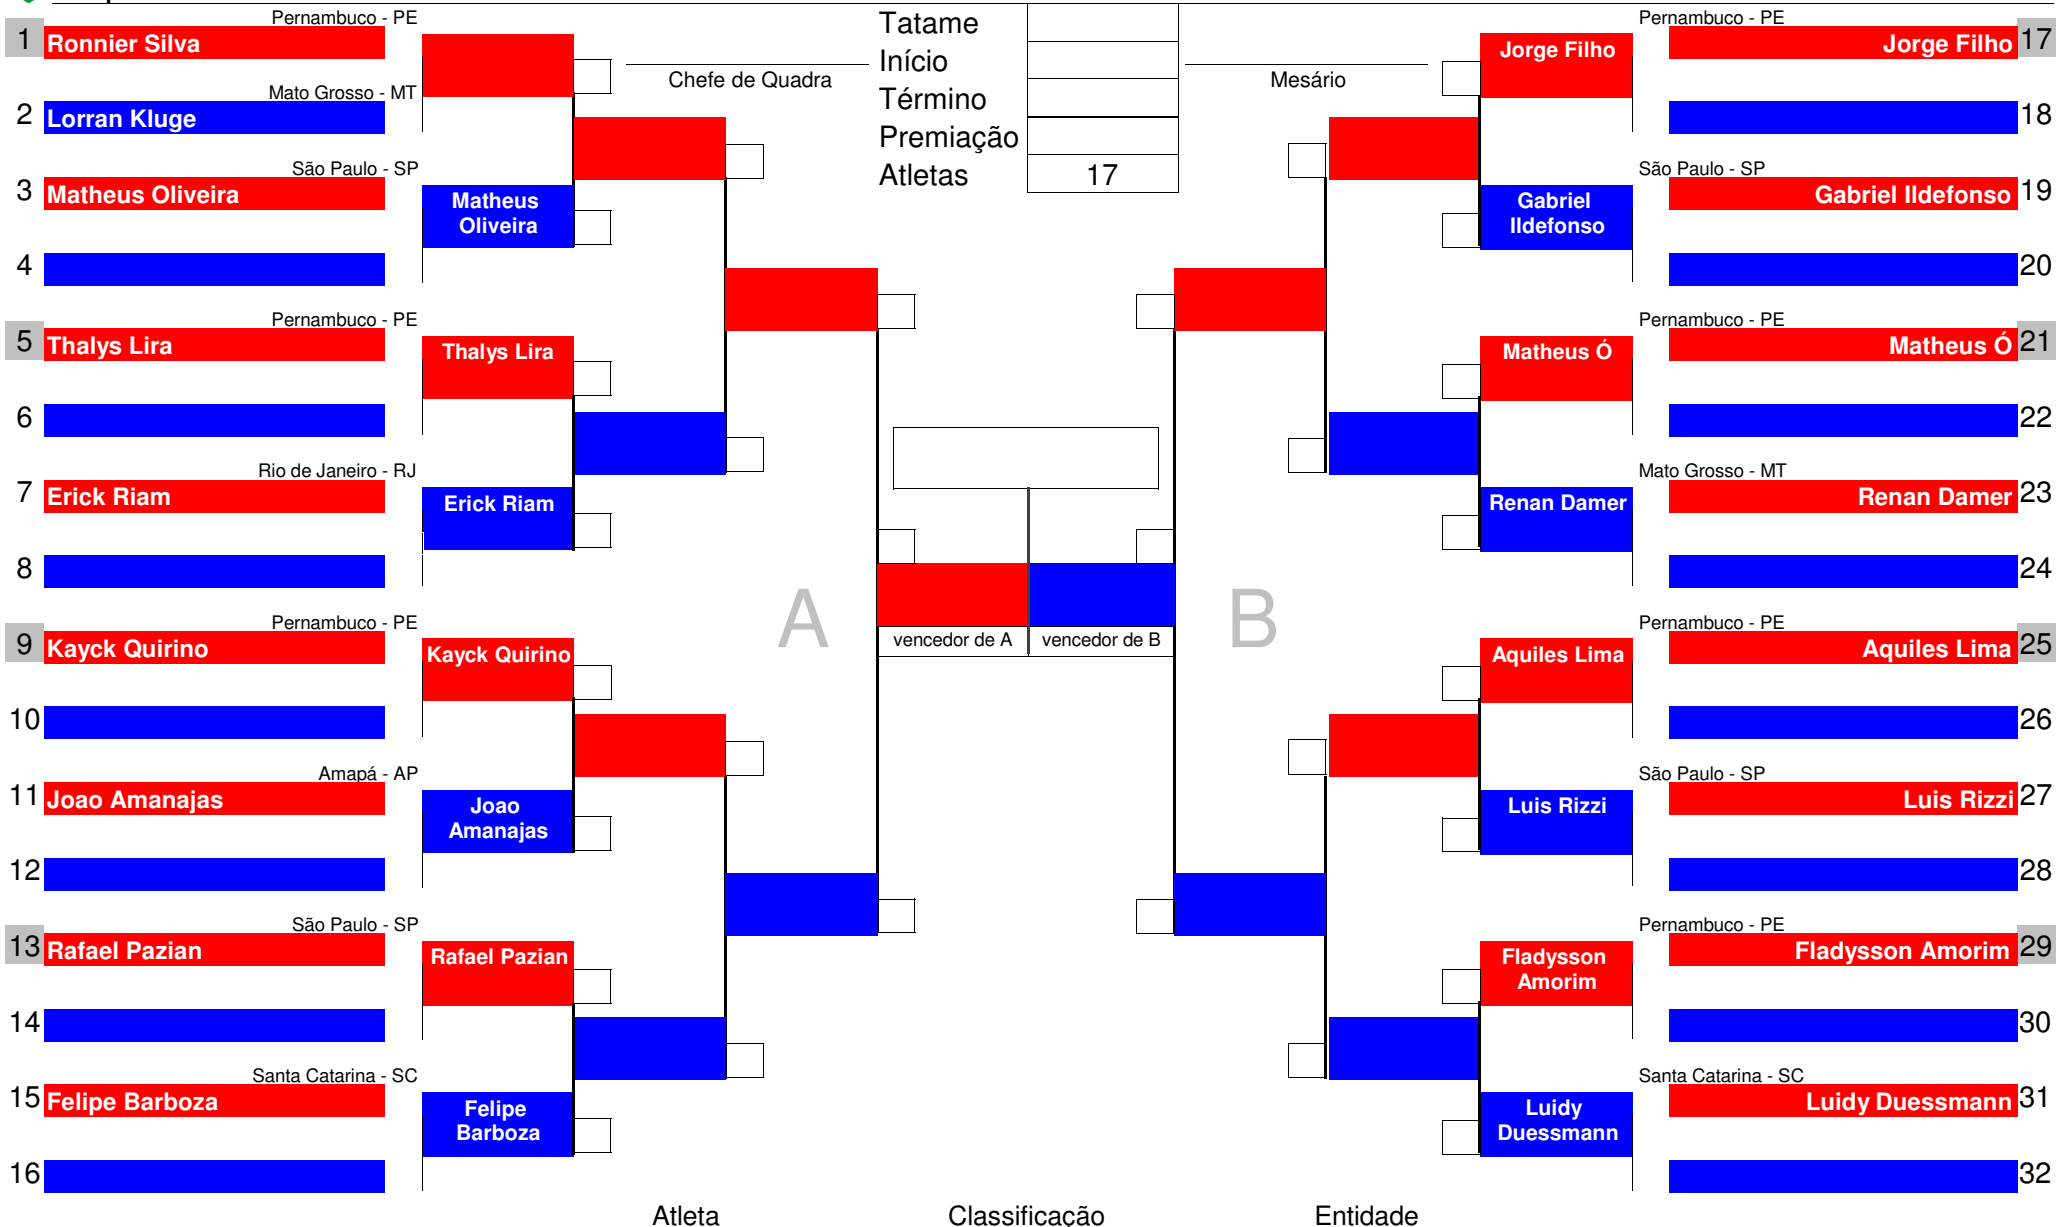 Pernambuco - PE
1 Ronnier Silva
Mato Grosso - MT
2 Lorran Kluge
São Paulo - SP
3 Matheus Oliveira
Matheus
Oliveira
4
Pernambuco - PE
5 Thalys Lira
Thalys Lira
6
Rio de Janeiro - RJ
7 Erick Riam
Erick Riam
8
Pernambuco - PE
9 Kayck Quirino
Kayck Quirino
10
Amapá - AP
11 Joao Amanajas
Joao
Amanajas
12
São Paulo - SP
13 Rafael Pazian
Rafael Pazian
14
Santa Catarina - SC
15 Felipe Barboza
Felipe
Barboza
16
Chefe de Quadra
Tatame
Início
Término
Premiação
Atletas 17
Mesário
A
B
vencedor de A
vencedor de B
Pernambuco - PE
Jorge Filho
Jorge Filho 17
18
São Paulo - SP
Gabriel
Ildefonso
Gabriel Ildefonso 19
20
Pernambuco - PE
Matheus Ó
Matheus Ó 21
22
Mato Grosso - MT
Renan Damer
Renan Damer 23
24
Pernambuco - PE
Aquiles Lima
Aquiles Lima 25
26
São Paulo - SP
Luis Rizzi
Luis Rizzi 27
28
Pernambuco - PE
Fladysson
Amorim
Fladysson Amorim 29
30
Santa Catarina - SC
Luidy
Duessmann
Luidy Duessmann 31
32
Atleta
Classificação
Entidade